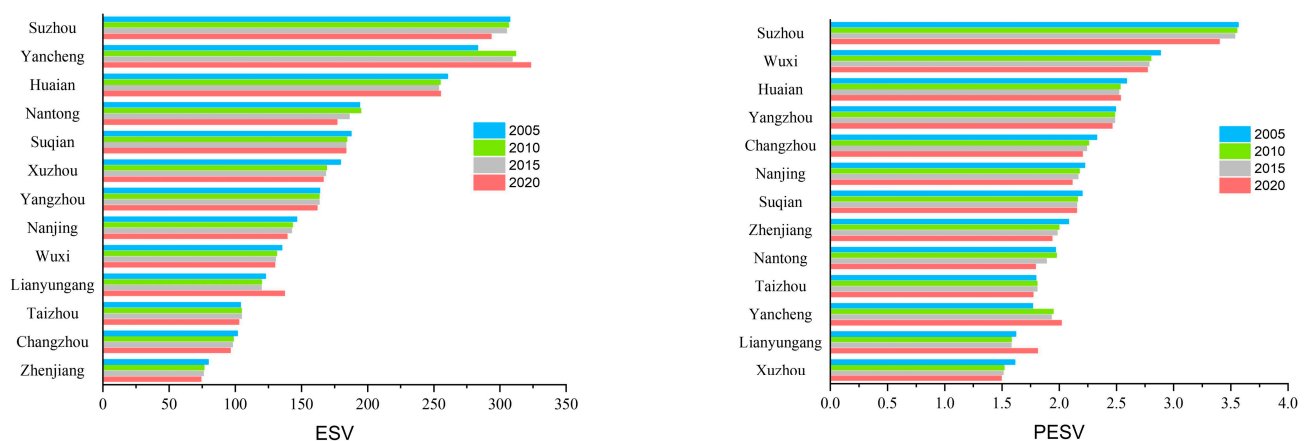 Suzhou
Yancheng
Huaian
Nantong
Suqian
Xuzhou
Yangzhou
Nanjing
Wuxi
Lianyungang
Taizhou
Changzhou
Zhenjiang
2005
2010
2015
2020
0 50 100 150 200 250 300 350
ESV
Suzhou
Wuxi
Huaian
Yangzhou
Changzhou
Nanjing
Suqian
Zhenjiang
Nantong
Taizhou
Yancheng
Lianyungang
Xuzhou
2005
2010
2015
2020
0.0 0.5 1.0 1.5 2.0 2.5 3.0 3.5 4.0
PESV